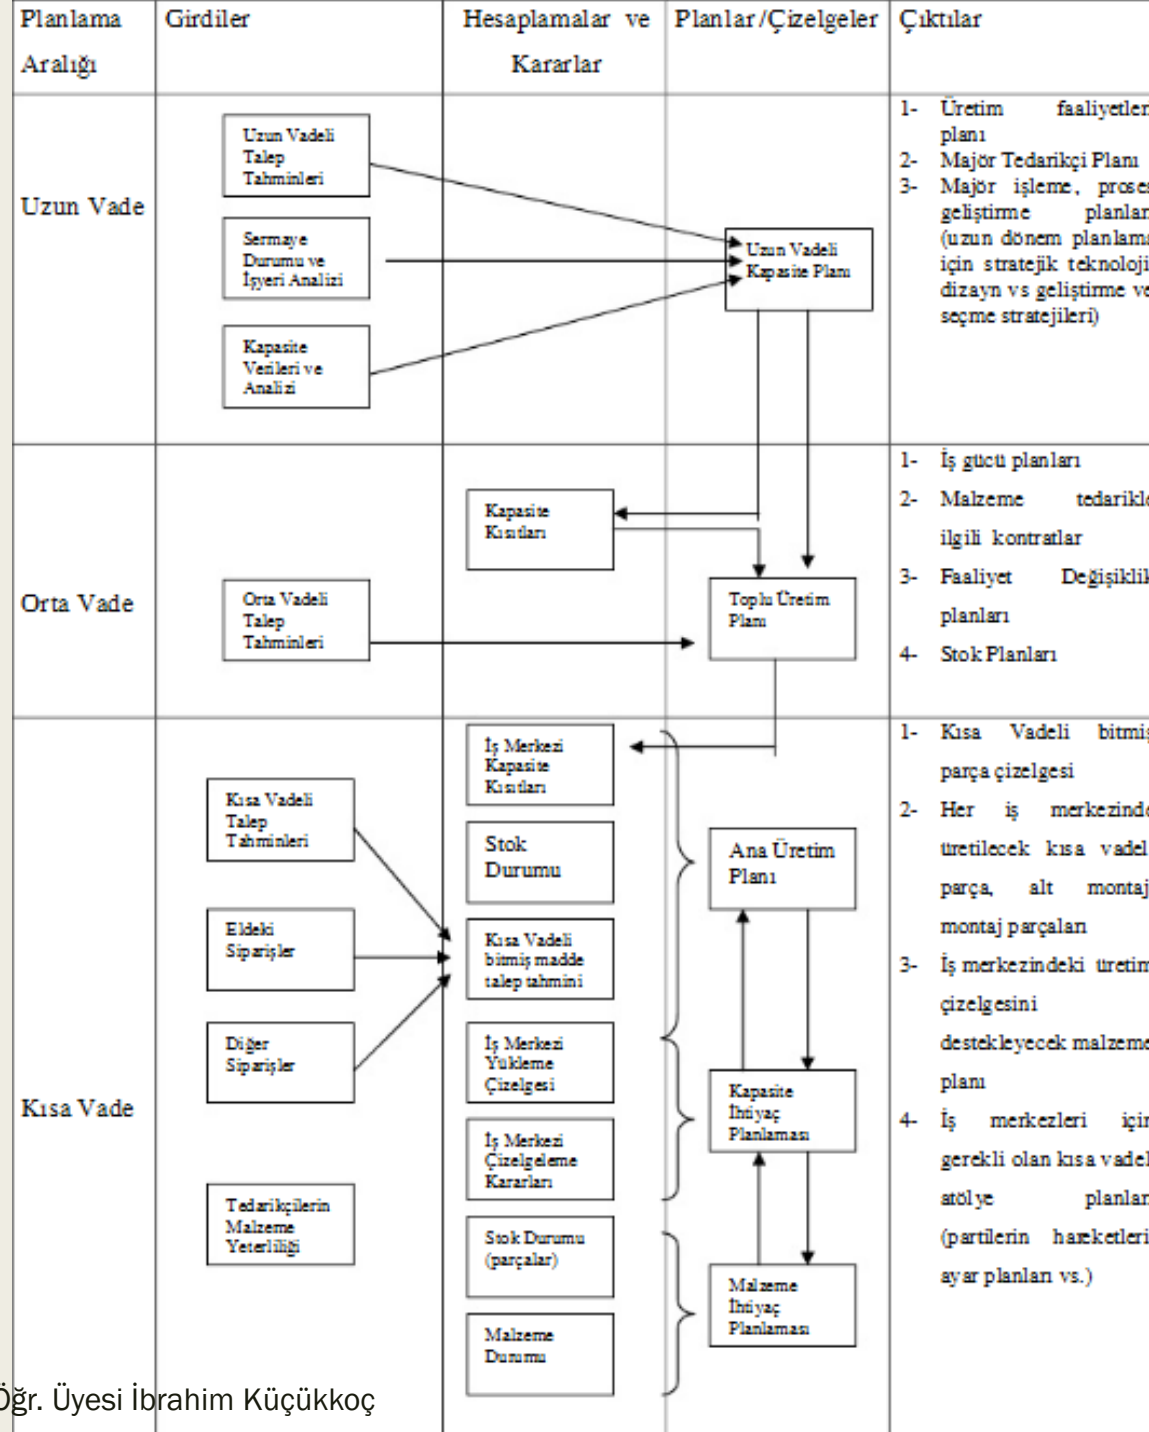 Planlama
Aralığı
Girdiler
Hesaplamalar ve
Kararlar
Planlar/Çizelgeler
Çıktılar
Uzun Vade
Uzun Vadeli
Talep
Tahminleri
Sermaye
Durumu ve
İşyeri Analizi
Kapasite
Verileri ve
Analizi
Uzun Vadeli
Kapasite Planı
1- Üretim faaliyetleri
planı
2- Majör Tedarikçi Planı
3- Majör işleme, proses
geliştirme planları
(uzun dönem planlama
için stratejik teknoloji,
dizayn vs geliştirme ve
seçme stratejileri)
Orta Vade
Orta Vadeli
Talep
Tahminleri
Kapasite
Kısıtları
Toplu Üretim
Planı
1- İş gücü planları
2- Malzeme tedarikle
ilgili kontratlar
3- Faaliyet Değişiklik
planları
4- Stok Planları
Kısa Vade
Kısa Vadeli
Talep
Tahminleri
Eldeki
Siparişler
Diğer
Siparişler
Tedarikçilerin
Malzeme
Yeterliliği
İş Merkezi
Kapasite
Kısıtları
Stok
Durumu
Kısa Vadeli
bitmiş madde
talep tahmini
İş Merkezi
Yükleme
Çizelgesi
İş Merkezi
Çizelgeleme
Kararları
Stok Durumu
(parçalar)
Malzeme
Durumu
Ana Üretim
Planı
Kapasite
İhtiyaç
Planlaması
Malzeme
İhtiyaç
Planlaması
1- Kısa Vadeli bitmiş
parça çizelgesi
2- Her iş merkezinde
üretilecek kısa vadeli
parça, alt montaj,
montaj parçaları
3- İş merkezindeki üretim
çizelgesini
destekleyecek malzeme
planı
4- İş merkezleri için
gerekli olan kısa vadeli
atölye planları
(partilerin hareketleri,
ayar planları vs.)
Öğr. Üyesi İbrahim Küçükkoç